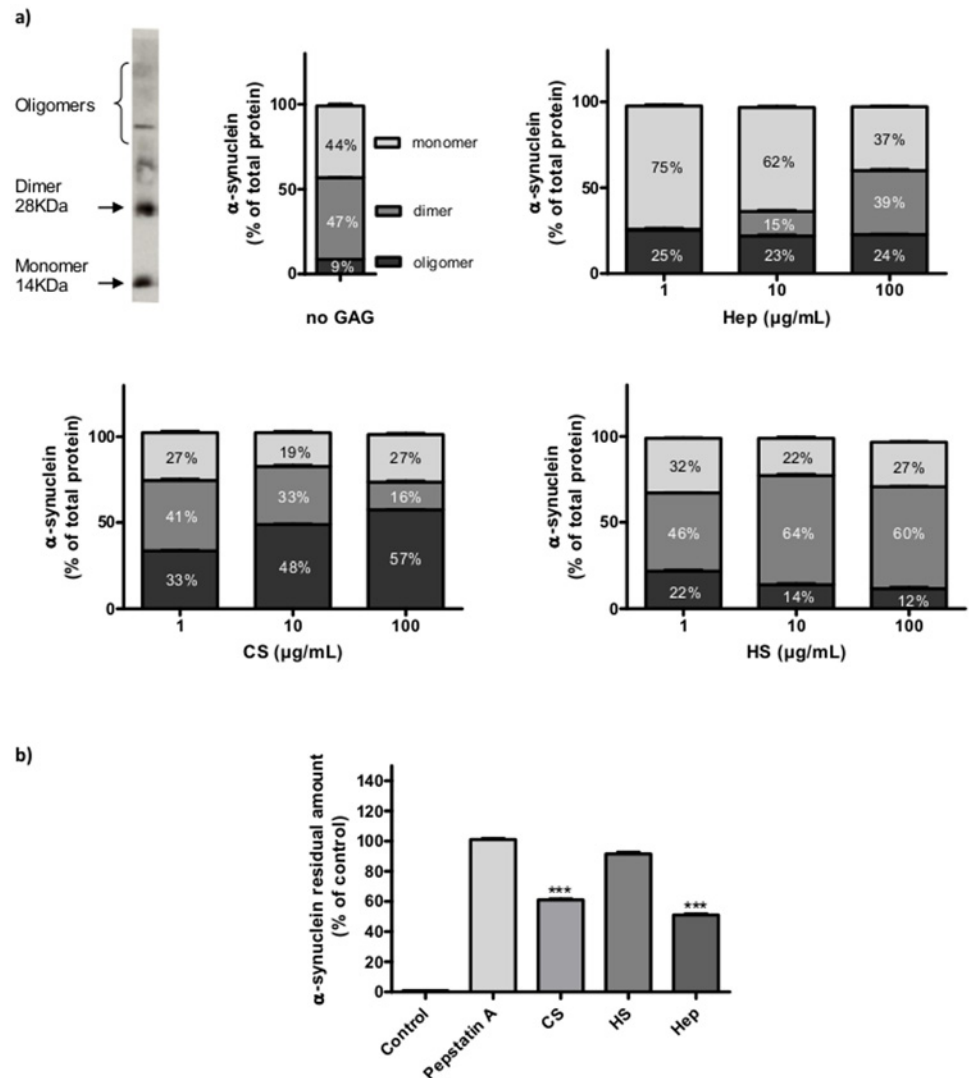 a)
Oligomers
Dimer
28KDa
Monomer
14KDa
α-synuclein
(% of total protein)
100
50
0
44%
47%
9%
no GAG
monomer
dimer
oligomer
α-synuclein
(% of total protein)
100
50
0
75%
25%
62%
15%
23%
37%
39%
24%
1 10 100
Hep (µg/mL)
α-synuclein
(% of total protein)
100
50
0
27%
41%
33%
19%
33%
48%
27%
16%
57%
1 10 100
CS (µg/mL)
α-synuclein
(% of total protein)
100
50
0
32%
46%
22%
22%
64%
14%
27%
60%
12%
1 10 100
HS (µg/mL)
b)
α-synuclein residual amount
(% of control)
140
120
100
80
60
40
20
0
***
***
Control
Pepstatin A
CS
HS
Hep